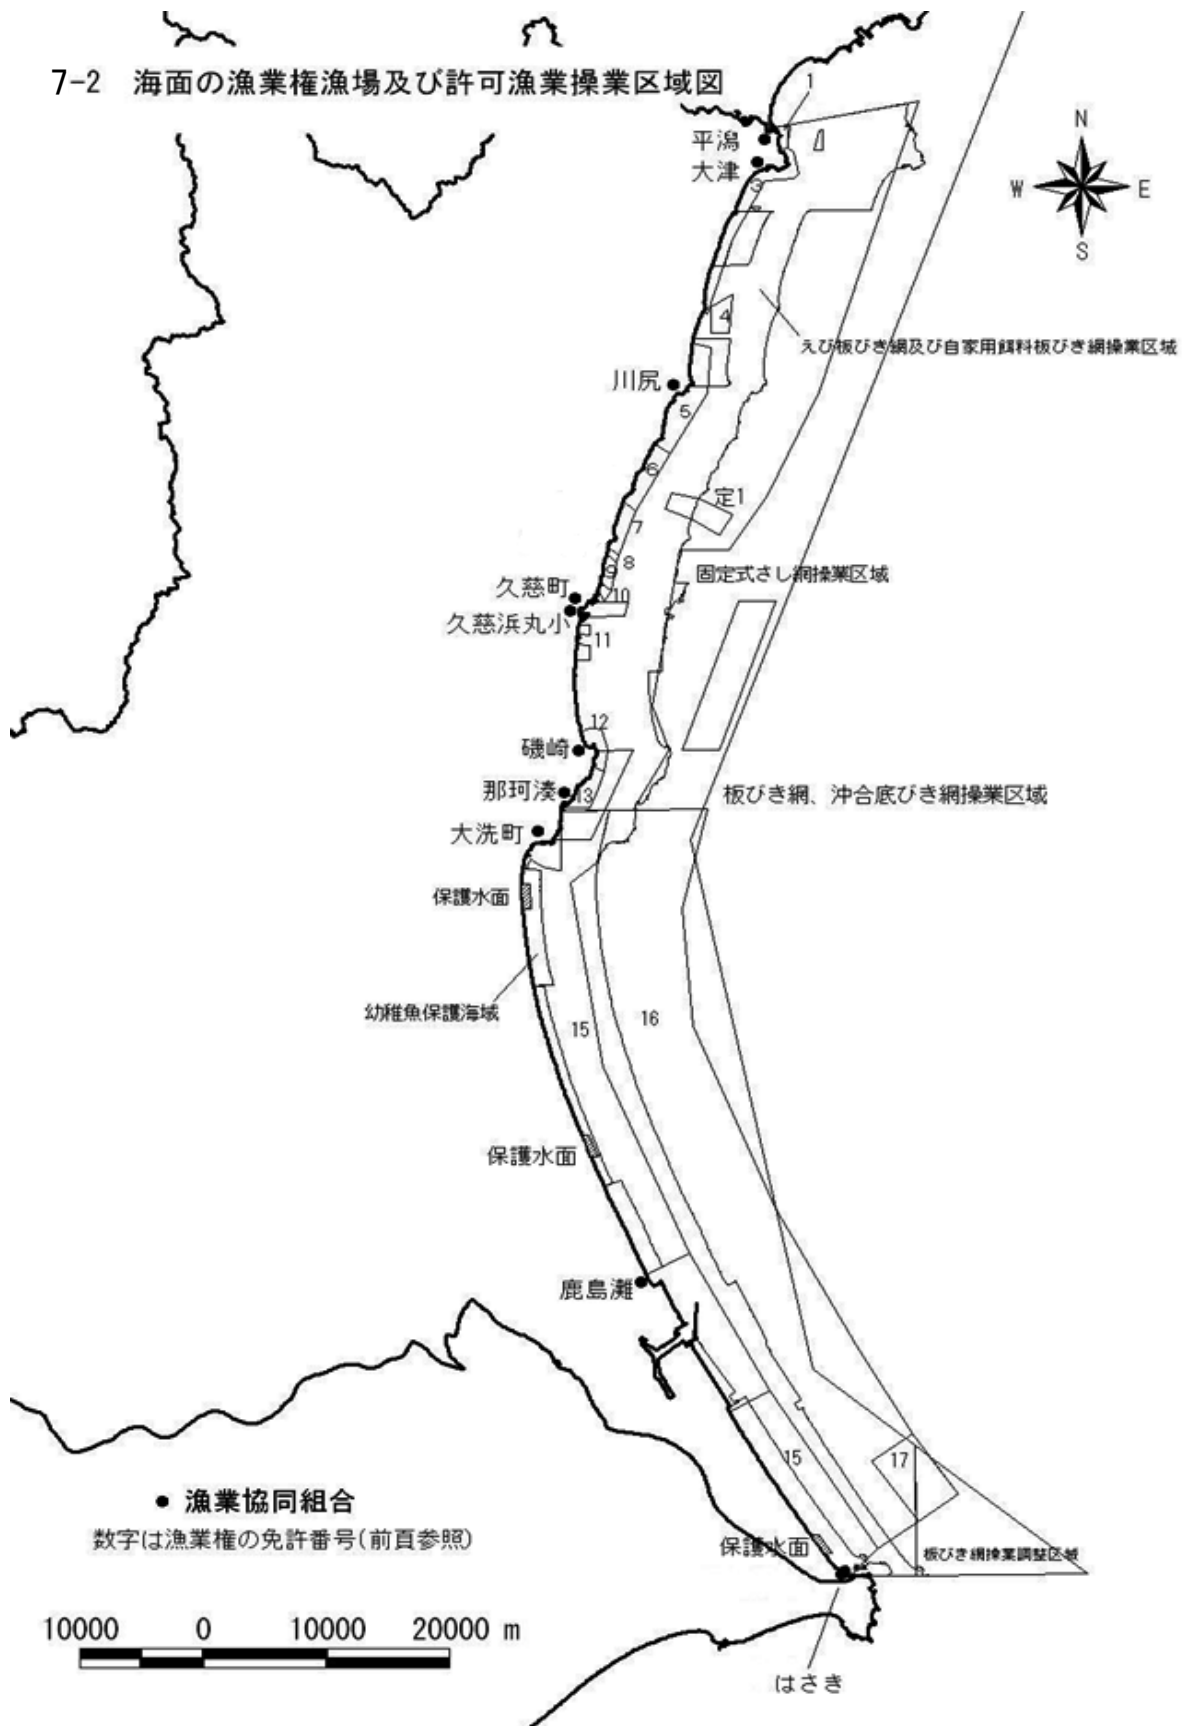 7-2 海面の漁業権漁場及び許可漁業操業区域図
1
平潟
大津
N
W
E
S
3
4
えび板びき網及び自家用餌料板びき網操業区域
川尻
5
6
定1
7
8
固定式さし網操業区域
9
久慈町
10
久慈浜丸小
11
12
磯崎
那珂湊
13
板びき網、沖合底びき網操業区域
大洗町
保護水面
幼稚魚保護海域
15
16
保護水面
鹿島灘
15
17
● 漁業協同組合
数字は漁業権の免許番号(前頁参照)
保護水面
板びき網操業調整区域
10000 0 10000 20000 m
はさき